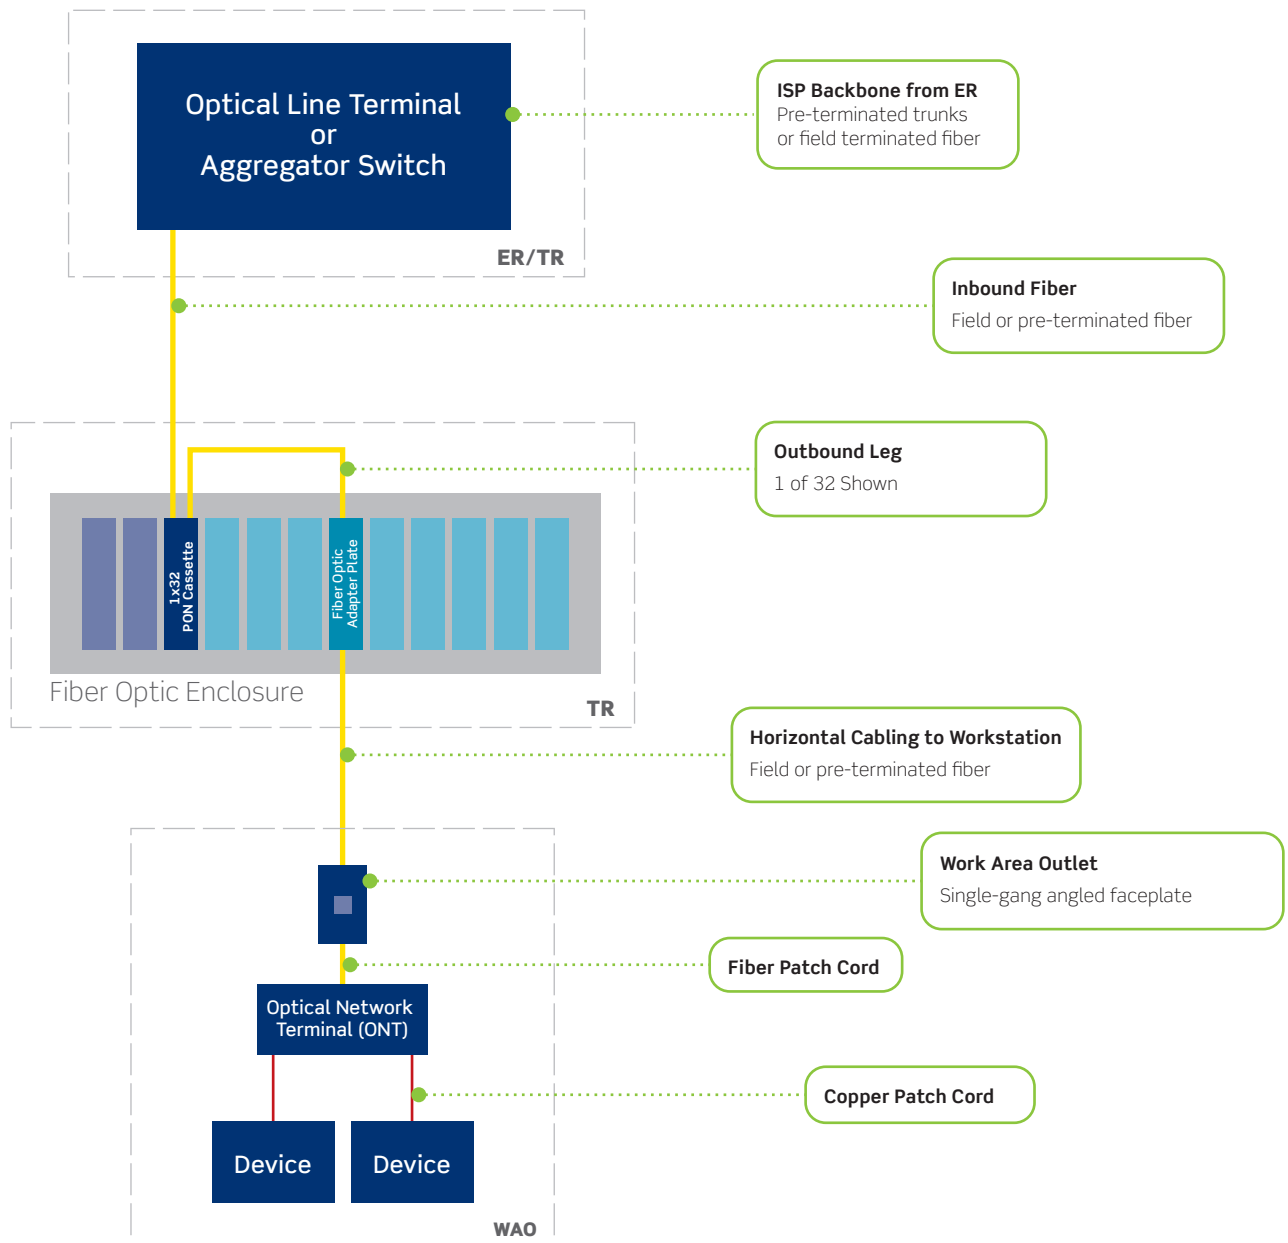 Optical Line Terminal
or
Aggregator Switch
ER/TR
ISP Backbone from ER
Pre-terminated trunks
or field terminated fiber
Inbound Fiber
Field or pre-terminated fiber
Outbound Leg
1 of 32 Shown
1x32
PON Cassette
Fiber Optic
Adapter Plate
Fiber Optic Enclosure
TR
Horizontal Cabling to Workstation
Field or pre-terminated fiber
Work Area Outlet
Single-gang angled faceplate
Fiber Patch Cord
Optical Network
Terminal (ONT)
Copper Patch Cord
Device
Device
WAO